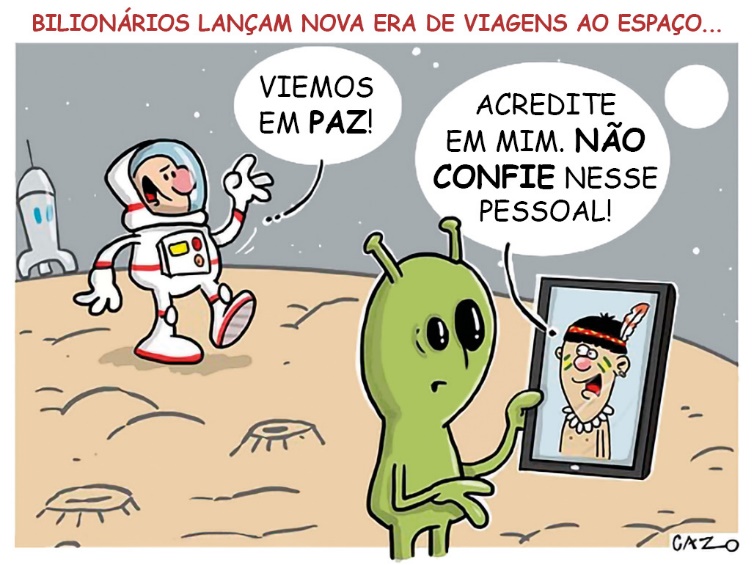 BILIONÁRIOS LANÇAM NOVA ERA DE VIAGENS AO ESPAÇO...
VIEMOS
EM PAZ!
ACREDITE
EM MIM. NÃO
CONFIE NESSE
PESSOAL!
CAZO